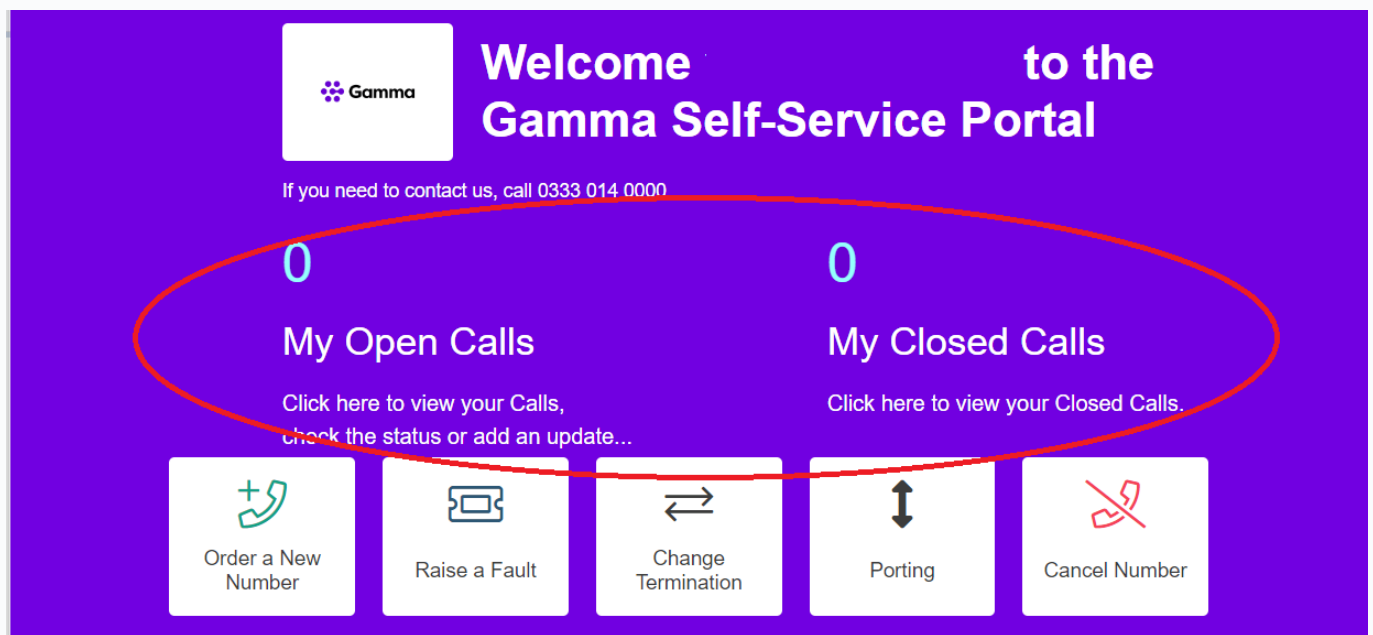 Gamma
Welcome to the
Gamma Self-Service Portal
If you need to contact us, call 0333 014 0000
0
My Open Calls
Click here to view your Calls,
check the status or add an update...
0
My Closed Calls
Click here to view your Closed Calls.
Order a New
Number
Raise a Fault
Change
Termination
Porting
Cancel Number